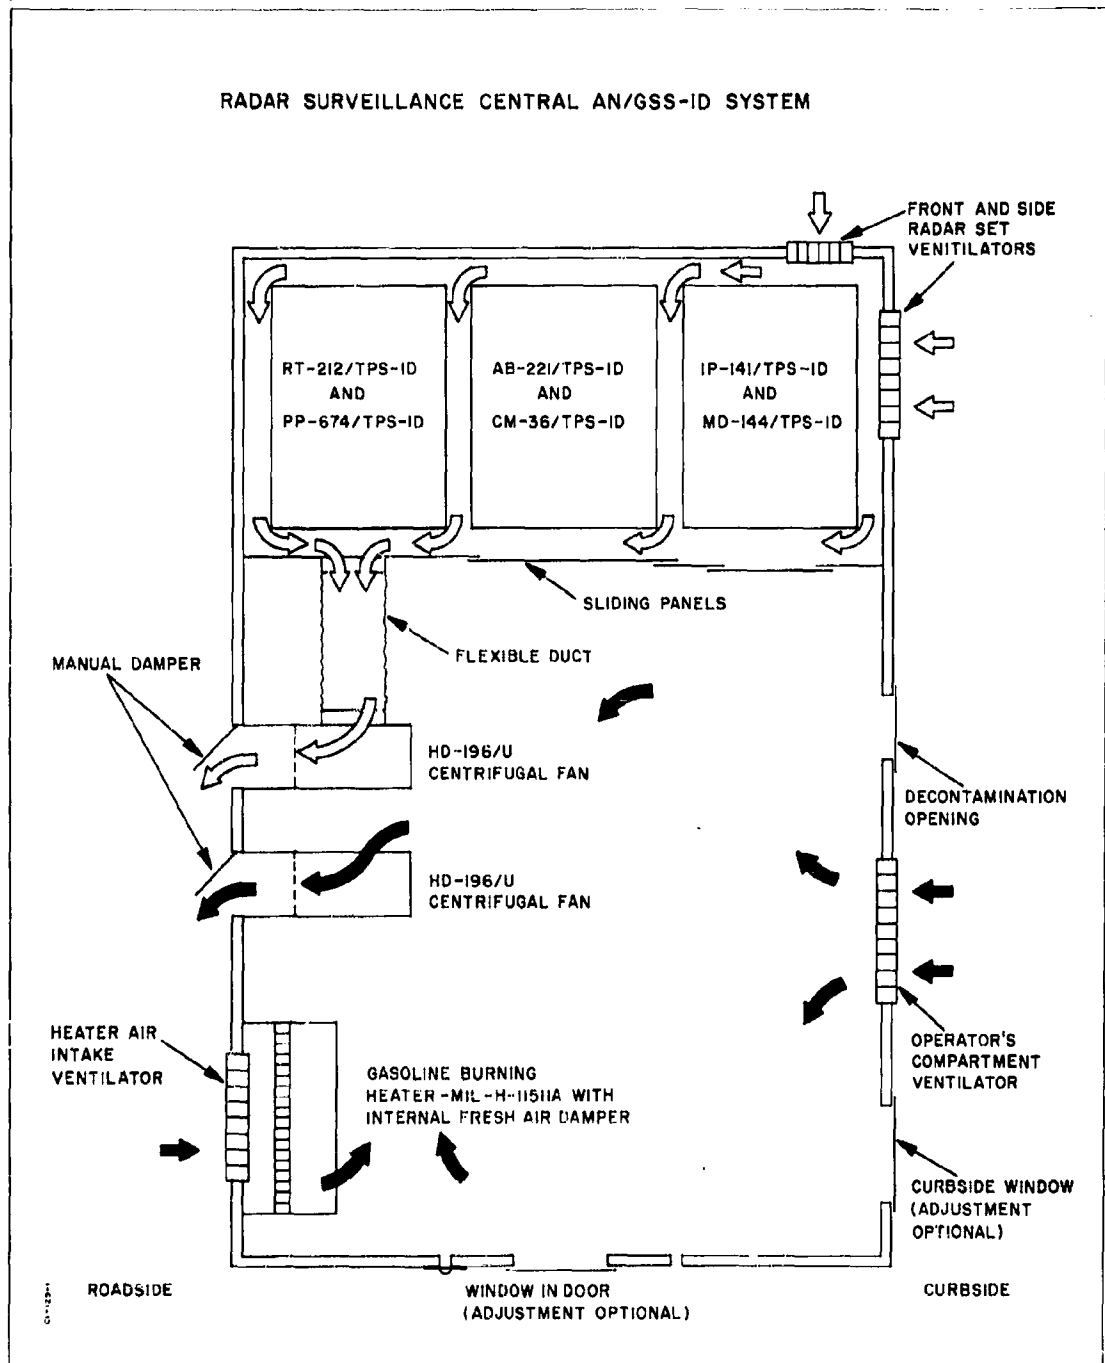 RADAR SURVEILLANCE CENTRAL AN/GSS-ID SYSTEM
FRONT AND SIDE
RADAR SET
VENITILATORS
RT-212/TPS-ID
AND
PP-674/TPS-ID
AB-221/TPS-ID
AND
CM-36/TPS-ID
IP-141/TPS-ID
AND
MD-144/TPS-ID
SLIDING PANELS
FLEXIBLE DUCT
MANUAL DAMPER
HD-196/U
CENTRIFUGAL FAN
DECONTAMINATION
OPENING
HD-196/U
CENTRIFUGAL FAN
HEATER AIR
INTAKE
VENTILATOR
GASOLINE BURNING
HEATER-MIL-H-11511A WITH
INTERNAL FRESH AIR DAMPER
OPERATOR'S
COMPARTMENT
VENTILATOR
CURBSIDE WINDOW
(ADJUSTMENT
OPTIONAL)
ROADSIDE
WINDOW IN DOOR
(ADJUSTMENT OPTIONAL)
CURBSIDE